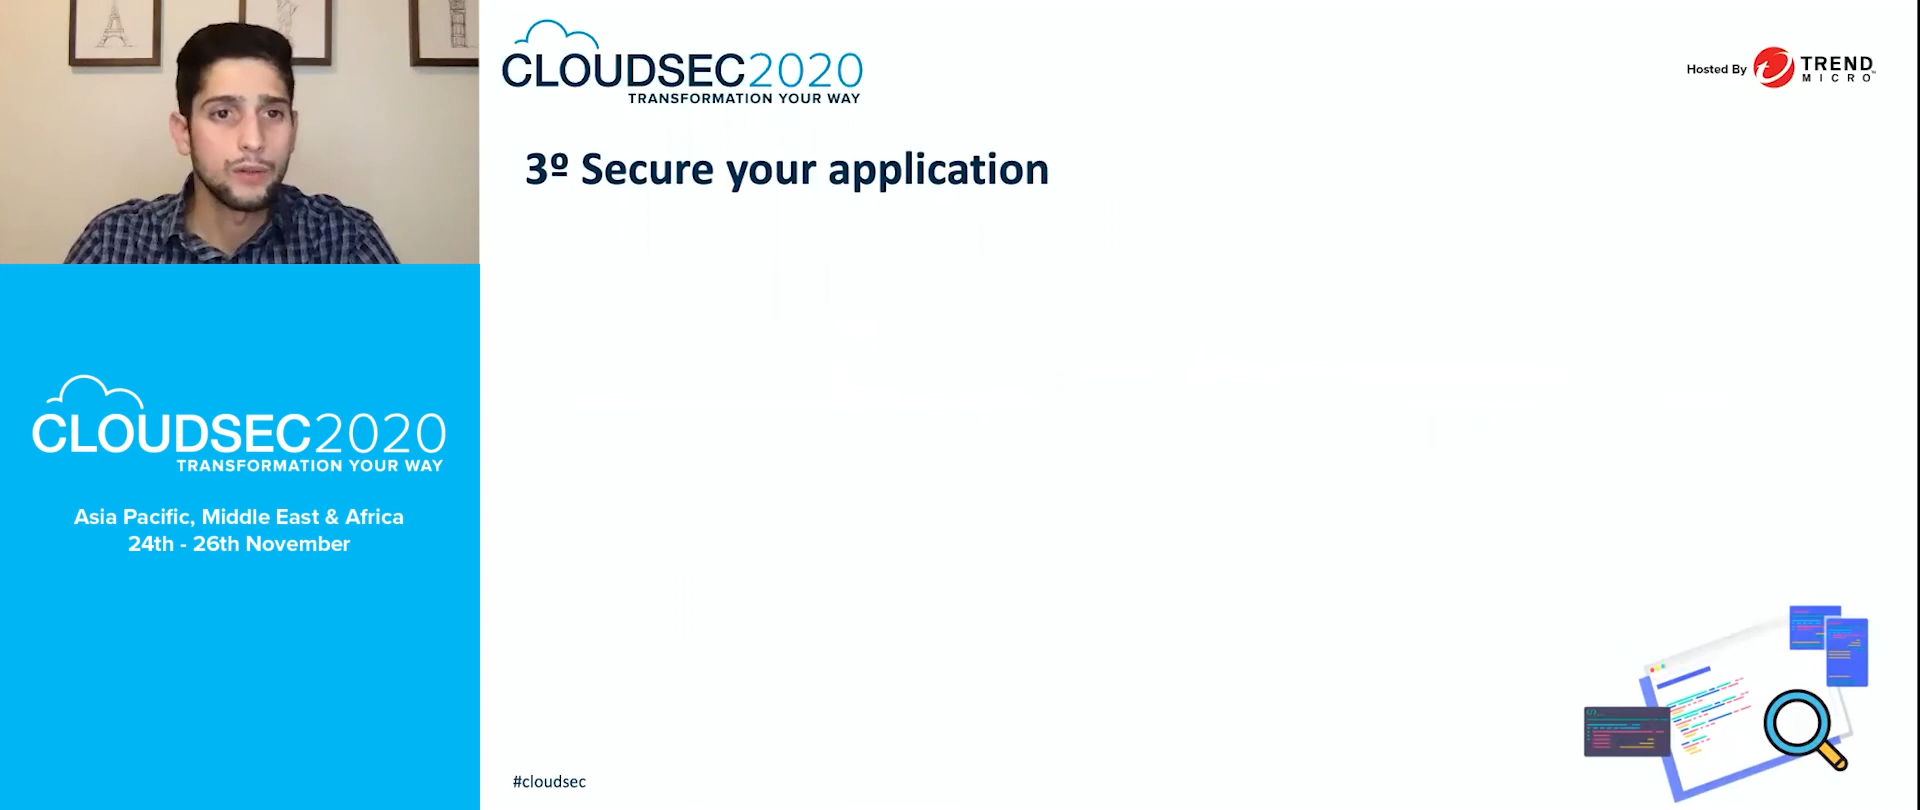 CLOUDSEC2020
TRANSFORMATION YOUR WAY
Hosted By
TREND
MICRO
3º Secure your application
CLOUDSEC2020
TRANSFORMATION YOUR WAY
Asia Pacific, Middle East & Africa
24th - 26th November
#cloudsec